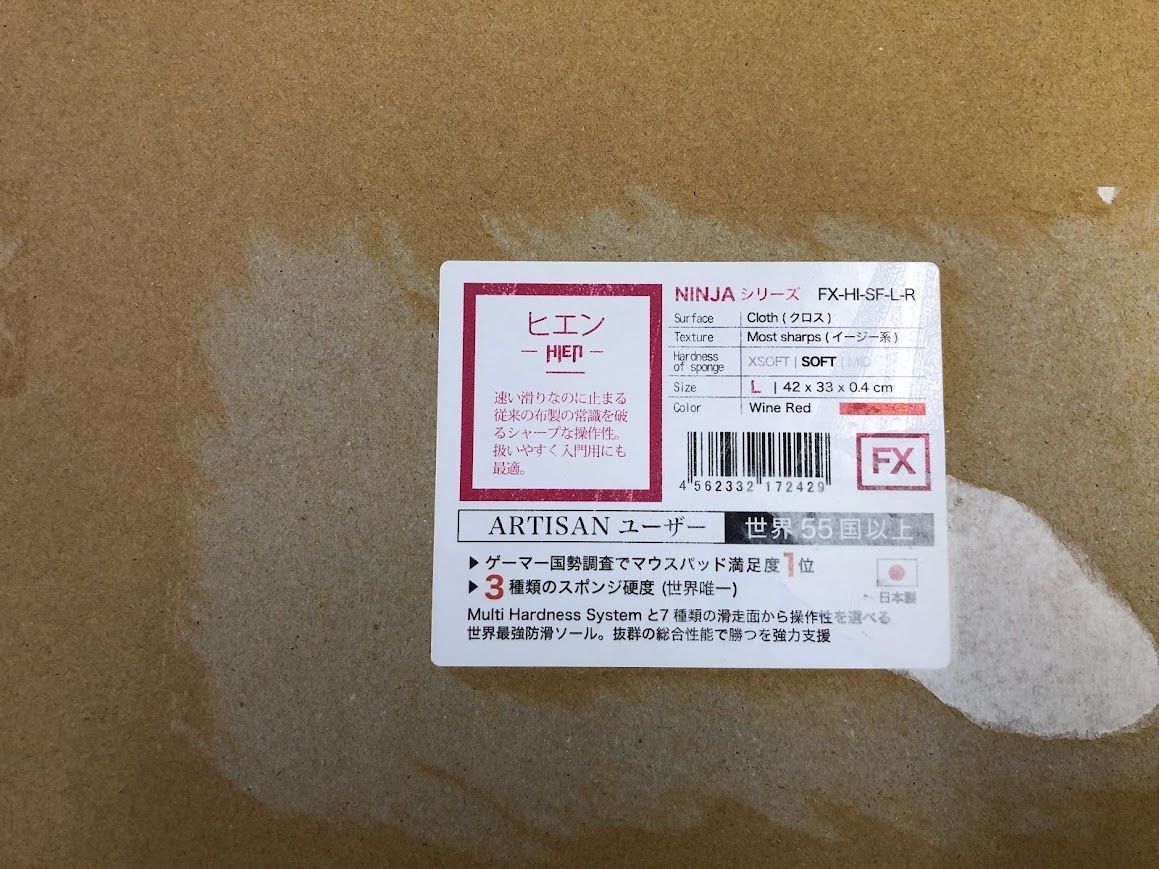 ヒエン
HIEN
速い滑りなのに止まる
従来の布製の常識を破
るシャープな操作性。
扱いやすく入門用にも
最適。
NINJA シリーズ FX-HI-SF-L-R
Surface Cloth ( クロス )
Texture Most sharps ( イージー系 )
Hardness of sponge XSOFT | SOFT | MID
Size L | 42 x 33 x 0.4 cm
Color Wine Red
4 562332 172429
FX
ARTISAN ユーザー 世界 55 国以上
▶ ゲーマー国勢調査でマウスパッド満足度 1 位
▶ 3 種類のスポンジ硬度 (世界唯一)
日本製
Multi Hardness System と7 種類の滑走面から操作性を選べる
世界最強防滑ソール。抜群の総合性能で勝つを強力支援